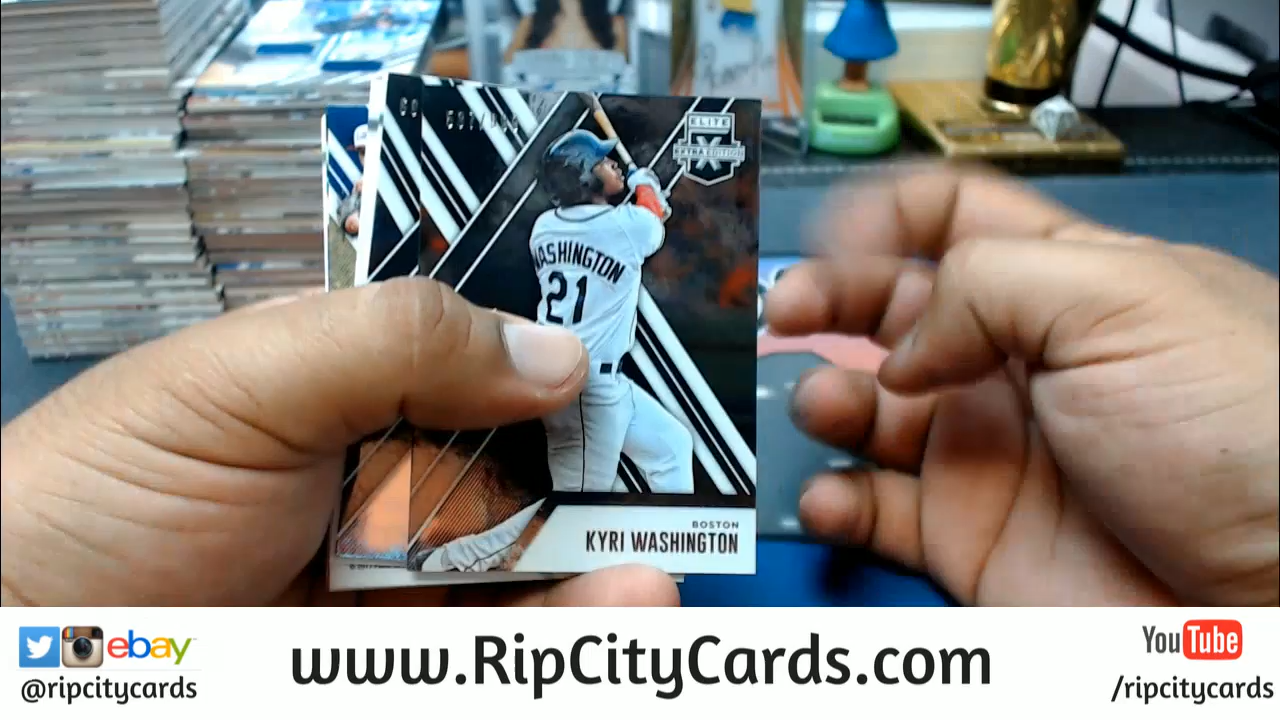 ELITE
EXTRA EDITION
WASHINGTON
21
BOSTON
KYRI WASHINGTON
ebay
www.RipCityCards.com
YouTube
@ripcitycards
/ripcitycards